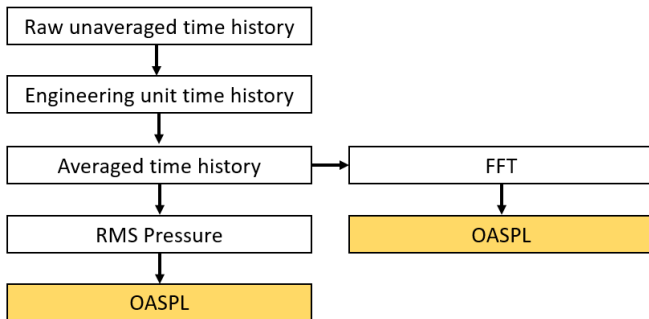 Raw unaveraged time history
Engineering unit time history
Averaged time history
FFT
RMS Pressure
OASPL
OASPL